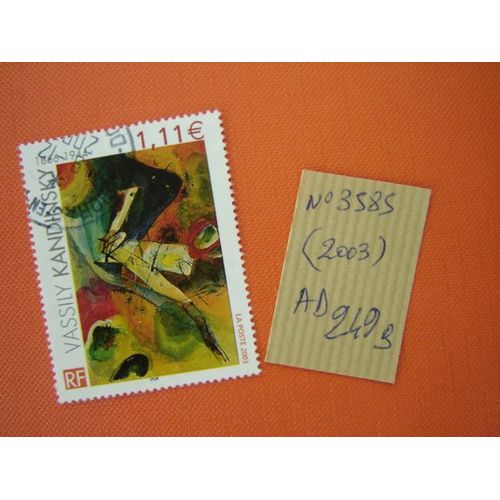 1,11€
1866-1944
VASSILY KANDINSKY
RF
LA POSTE 2003
N° 3585
(2003)
AD 249 B